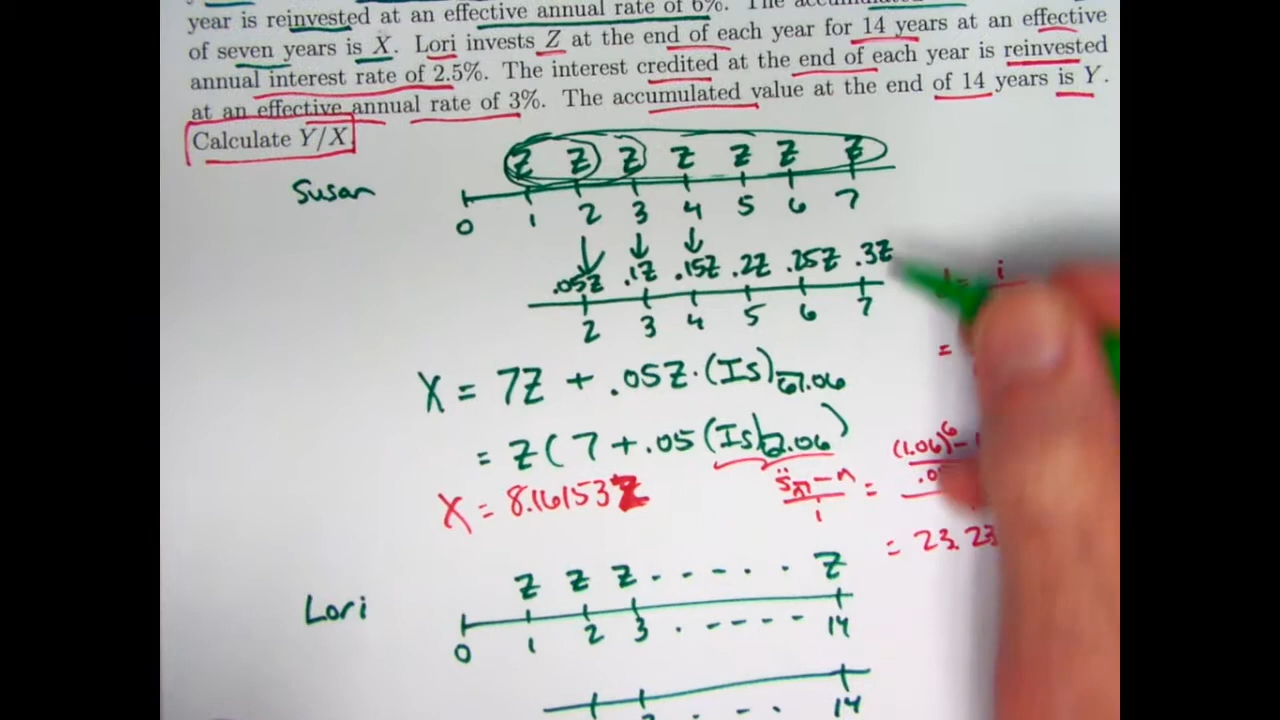 year is reinvested at an effective annual rate of 6%. The accumulated
of seven years is X. Lori invests Z at the end of each year for 14 years at an effective
annual interest rate of 2.5%. The interest credited at the end of each year is reinvested
at an effective annual rate of 3%. The accumulated value at the end of 14 years is Y.
Calculate Y/X
Susan
Z Z Z Z Z Z Z
0 1 2 3 4 5 6 7
.05Z .1Z .15Z .2Z .25Z .3Z
2 3 4 5 6 7
i
=
X = 7Z + .05Z·(Is)6̅|.06
= Z(7 + .05(Is)6̅|.06)
s̈n̅| - n / i = (1.06)^6 - 1
X = 8.16153Z
= 23.23
Lori
Z Z Z ..... Z
0 1 2 3 . - - - - 14
14